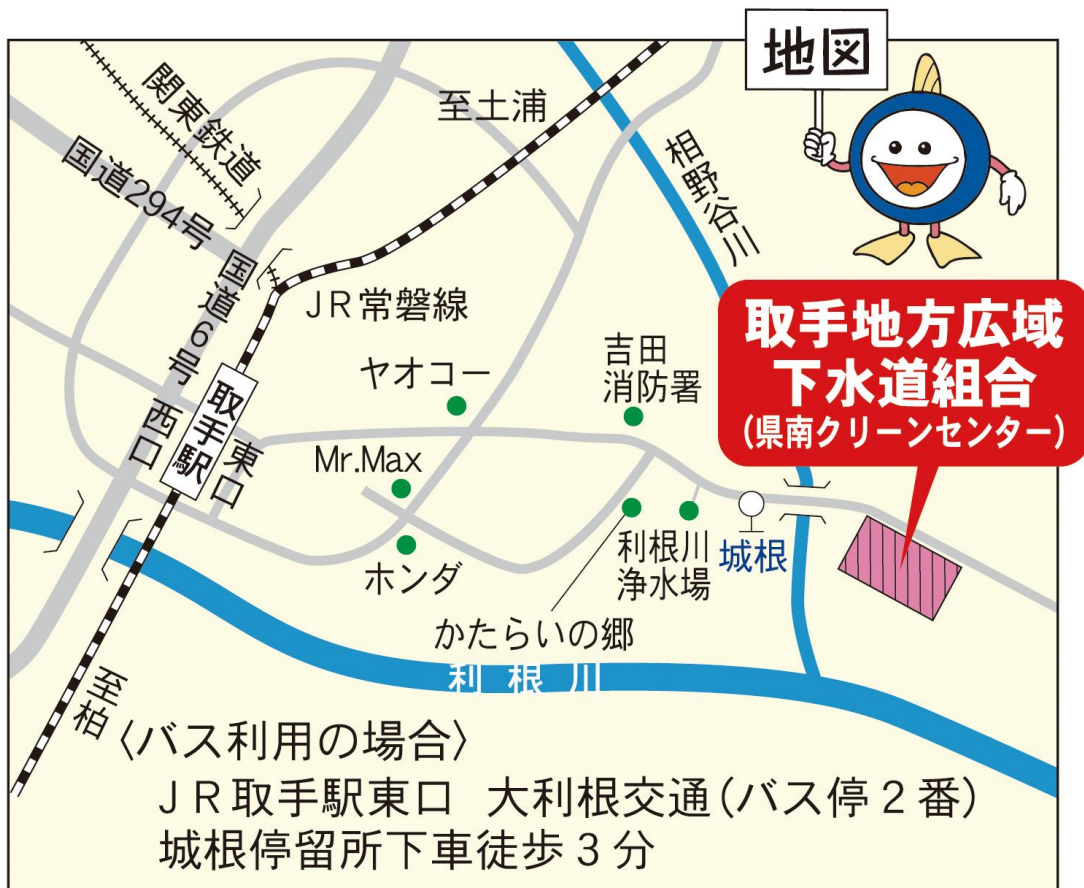 地図
関東鉄道
国道294号
国道6号
至土浦
相野谷川
JR常磐線
取手地方広域
下水道組合
(県南クリーンセンター)
吉田
消防署
ヤオコー
西口
取手駅
東口
Mr.Max
ホンダ
利根川
浄水場
城根
かたらいの郷
利根川
至柏
〈バス利用の場合〉
JR取手駅東口 大利根交通(バス停2番)
城根停留所下車徒歩3分